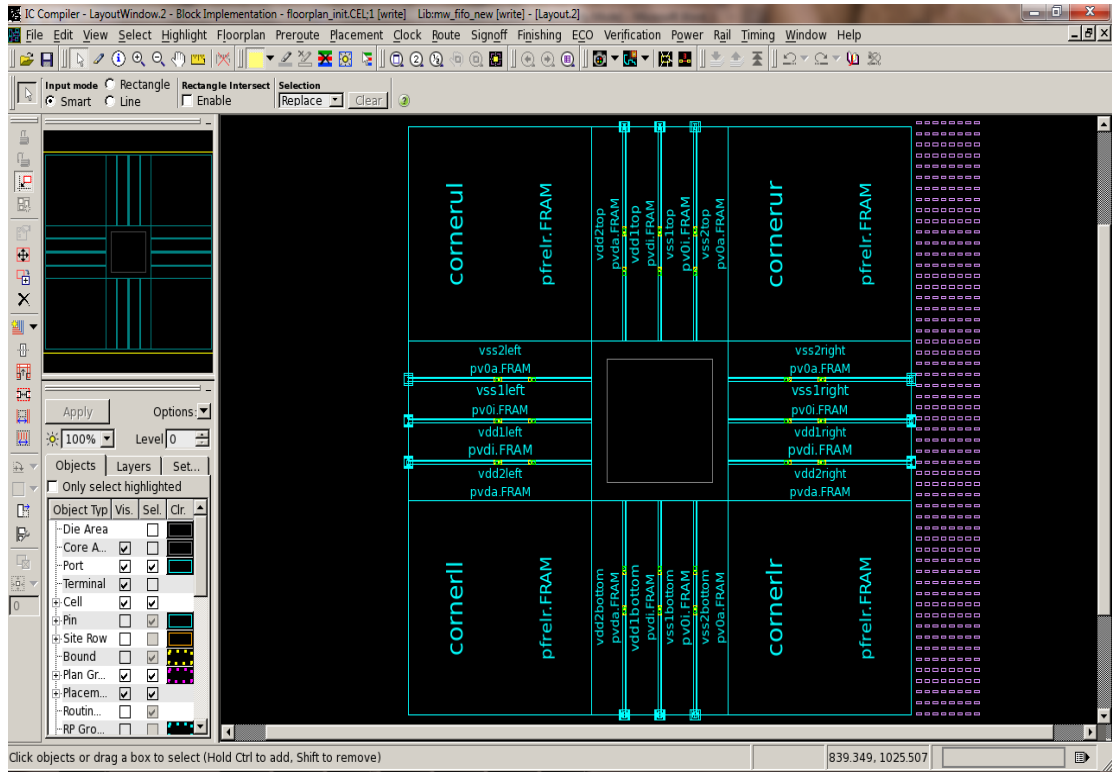 IC Compiler - LayoutWindow.2 - Block Implementation - floorplan_init.CEL;1 [write]   Lib:mw_fifo_new [write] - [Layout.2]
File Edit View Select Highlight Floorplan Preroute Placement Clock Route Signoff Finishing ECO Verification Power Rail Timing Window Help
Input mode Rectangle Rectangle Intersect Selection
Smart Line Enable Replace Clear
cornerul
pfrelr.FRAM
vdd2top
pvda.FRAM
vdd1top
pvdi.FRAM
vss1top
pv0i.FRAM
vss2top
pv0a.FRAM
cornerur
pfrelr.FRAM
vss2left
pv0a.FRAM
vss1left
pv0i.FRAM
vdd1left
pvdi.FRAM
vdd2left
pvda.FRAM
vss2right
pv0a.FRAM
vss1right
pv0i.FRAM
vdd1right
pvdi.FRAM
vdd2right
pvda.FRAM
cornerll
pfrelr.FRAM
vdd2bottom
pvda.FRAM
vdd1bottom
pvdi.FRAM
vss1bottom
pv0i.FRAM
vss2bottom
pv0a.FRAM
cornerlr
pfrelr.FRAM
Apply Options:
100% Level 0
Objects Layers Set...
Only select highlighted
Object Typ Vis. Sel. Clr.
Die Area
Core A...
Port
Terminal
Cell
Pin
Site Row
Bound
Plan Gr...
Placem...
Routin...
RP Gro...
0
Click objects or drag a box to select (Hold Ctrl to add, Shift to remove)
839.349, 1025.507